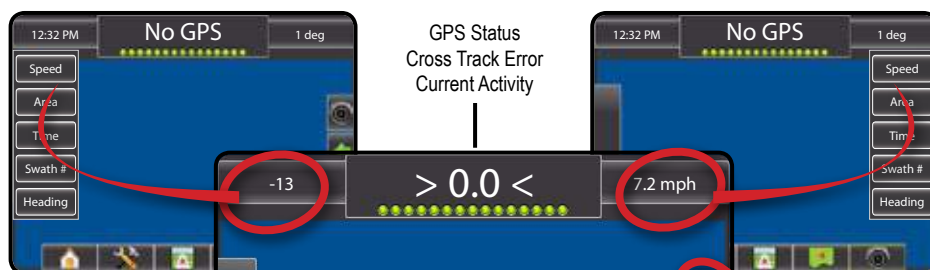 12:32 PM
No GPS
1 deg
Speed
Area
Time
Swath #
Heading
GPS Status
Cross Track Error
Current Activity
12:32 PM
No GPS
1 deg
Speed
Area
Time
Swath #
Heading
-13
> 0.0 <
7.2 mph